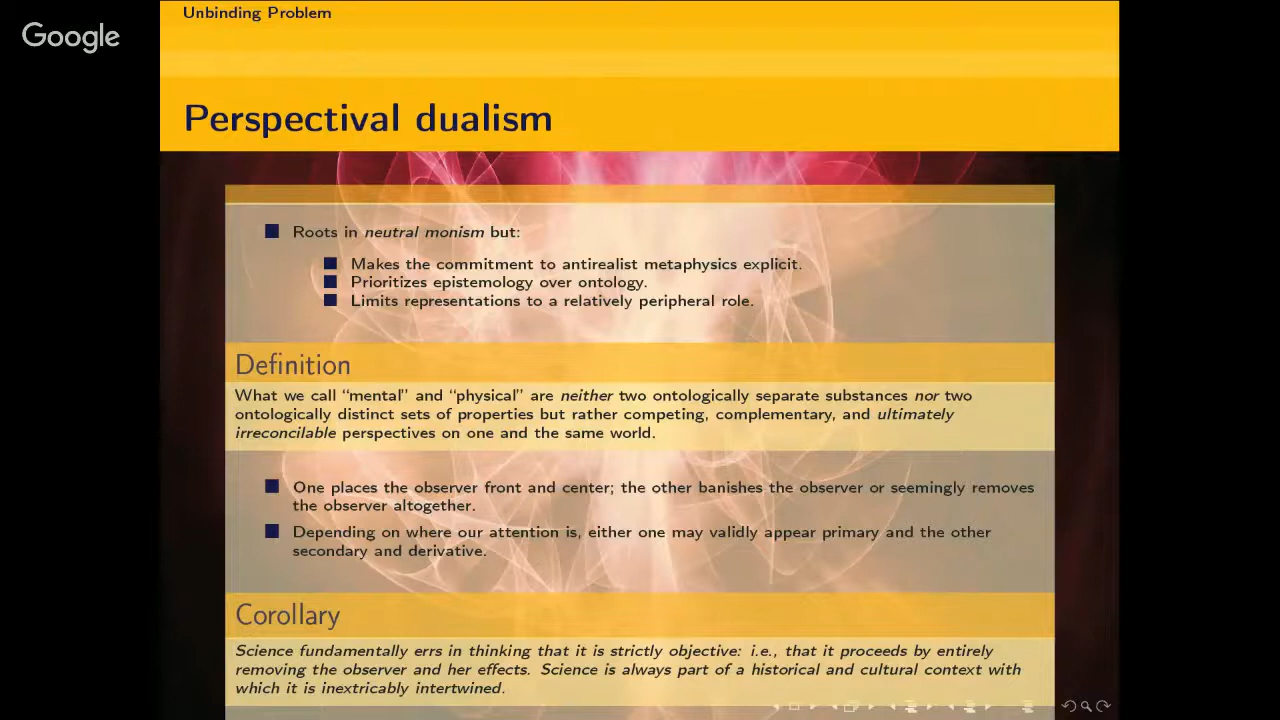 Unbinding Problem
Google
Perspectival dualism
Roots in neutral monism but:
Makes the commitment to antirealist metaphysics explicit.
Prioritizes epistemology over ontology.
Limits representations to a relatively peripheral role.
Definition
What we call “mental” and “physical” are neither two ontologically separate substances nor two
ontologically distinct sets of properties but rather competing, complementary, and ultimately
irreconcilable perspectives on one and the same world.
One places the observer front and center; the other banishes the observer or seemingly removes
the observer altogether.
Depending on where our attention is, either one may validly appear primary and the other
secondary and derivative.
Corollary
Science fundamentally errs in thinking that it is strictly objective: i.e., that it proceeds by entirely
removing the observer and her effects. Science is always part of a historical and cultural context with
which it is inextricably intertwined.